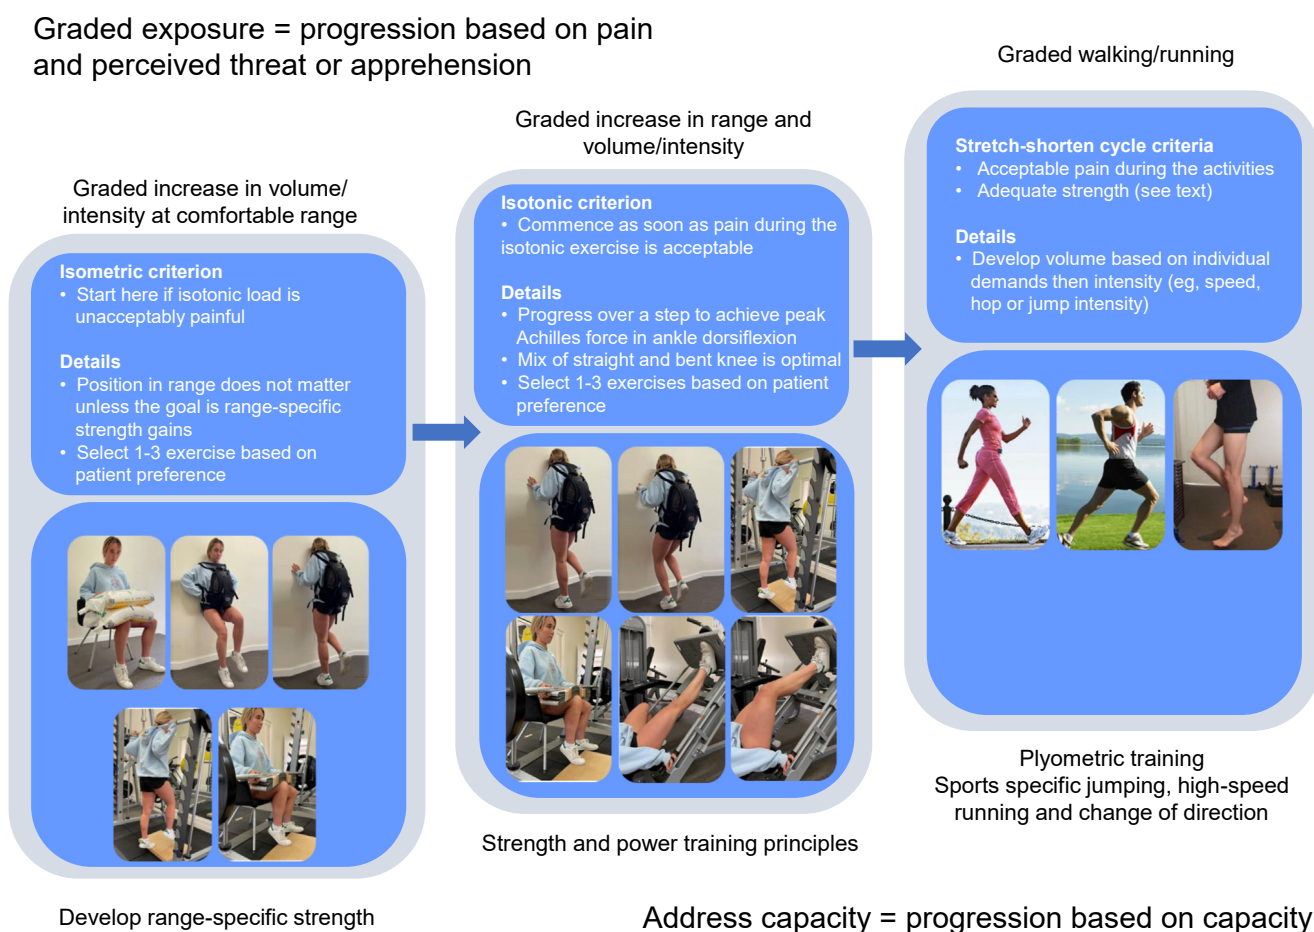 Graded exposure = progression based on pain
and perceived threat or apprehension
Graded increase in volume/
intensity at comfortable range
Isometric criterion
• Start here if isotonic load is
unacceptably painful
Details
• Position in range does not matter
unless the goal is range-specific
strength gains
• Select 1-3 exercise based on
patient preference
Develop range-specific strength
Graded increase in range and
volume/intensity
Isotonic criterion
• Commence as soon as pain during the
isotonic exercise is acceptable
Details
• Progress over a step to achieve peak
Achilles force in ankle dorsiflexion
• Mix of straight and bent knee is optimal
• Select 1-3 exercises based on patient
preference
Strength and power training principles
Graded walking/running
Stretch-shorten cycle criteria
• Acceptable pain during the activities
• Adequate strength (see text)
Details
• Develop volume based on individual
demands then intensity (eg, speed,
hop or jump intensity)
Plyometric training
Sports specific jumping, high-speed
running and change of direction
Address capacity = progression based on capacity